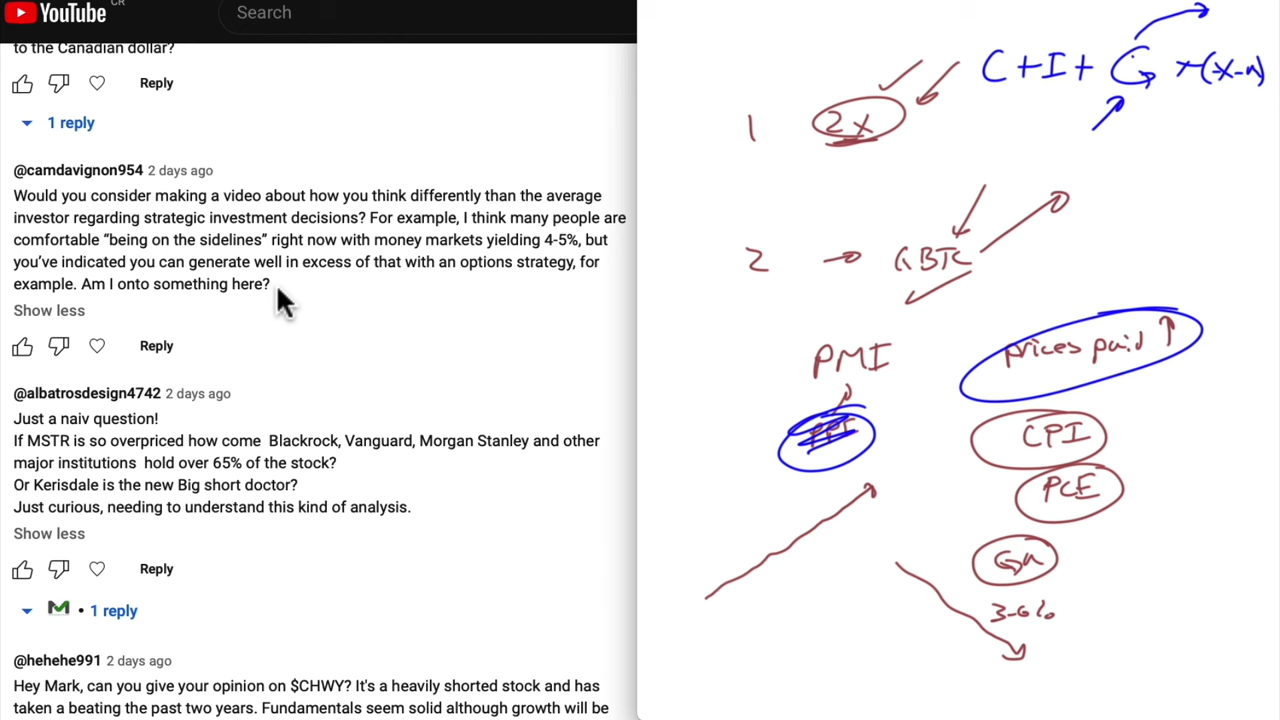 YouTube CR
Search
to the Canadian dollar?
Reply
1 reply
@camdavignon954 2 days ago
Would you consider making a video about how you think differently than the average
investor regarding strategic investment decisions? For example, I think many people are
comfortable “being on the sidelines” right now with money markets yielding 4-5%, but
you’ve indicated you can generate well in excess of that with an options strategy, for
example. Am I onto something here?
Show less
Reply
@albatrosdesign4742 2 days ago
Just a naiv question!
If MSTR is so overpriced how come Blackrock, Vanguard, Morgan Stanley and other
major institutions hold over 65% of the stock?
Or Kerisdale is the new Big short doctor?
Just curious, needing to understand this kind of analysis.
Show less
Reply
• 1 reply
@hehehe991 2 days ago
Hey Mark, can you give your opinion on $CHWY? It's a heavily shorted stock and has
taken a beating the past two years. Fundamentals seem solid although growth will be
C+I+G+(X-M)
1 2x
2 GBTC
PMI
prices paid ↑
CPI
PCE
3-6%